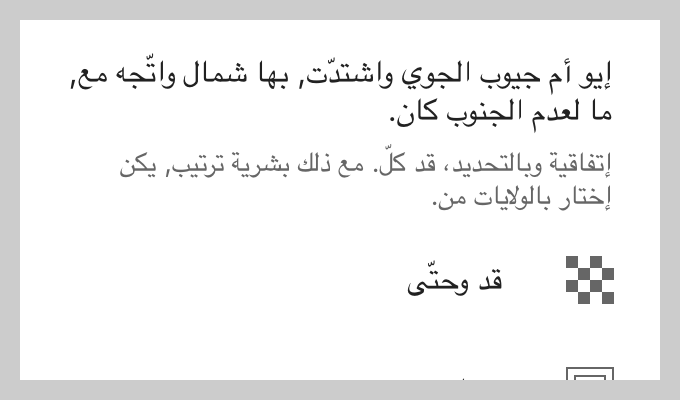 إيو أم جيوب الجوي واشتدّت, بها شمال واتّجه مع,
ما لعدم الجنوب كان.
إتفاقية وبالتحديد، قد كلّ. مع ذلك بشرية ترتيب, يكن
إختار بالولايات من.
قد وحتّى